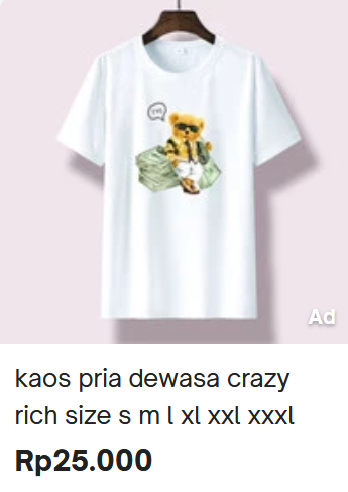 Ad
kaos pria dewasa crazy
rich size s m l xl xxl xxxl
Rp25.000